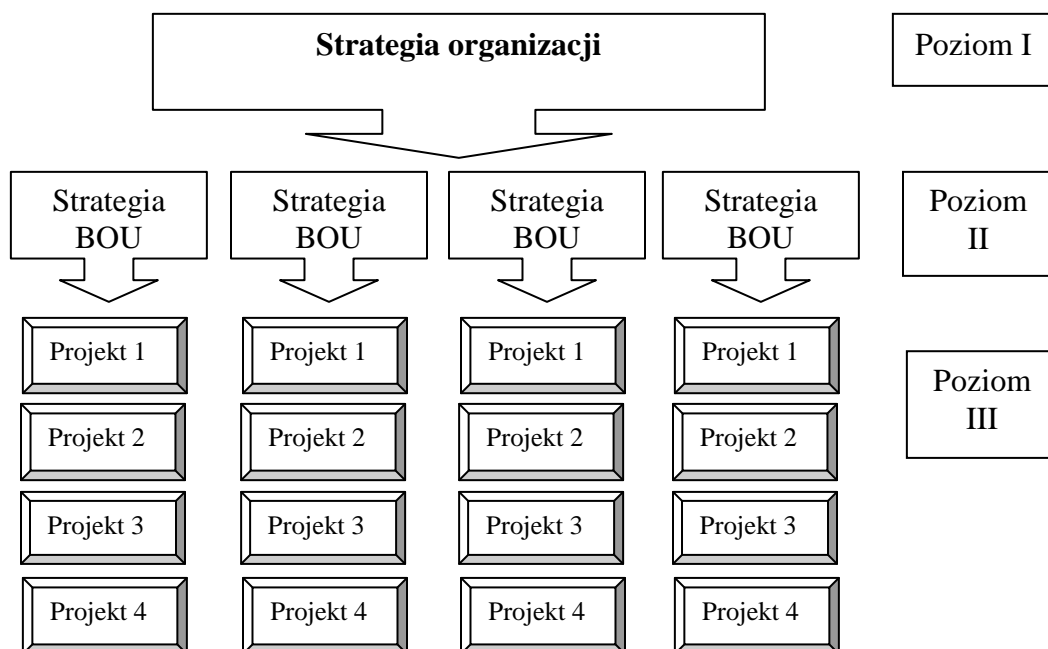 Strategia organizacji
Poziom I
Strategia
BOU
Strategia
BOU
Strategia
BOU
Strategia
BOU
Poziom
II
Projekt 1
Projekt 1
Projekt 1
Projekt 1
Poziom
III
Projekt 2
Projekt 2
Projekt 2
Projekt 2
Projekt 3
Projekt 3
Projekt 3
Projekt 3
Projekt 4
Projekt 4
Projekt 4
Projekt 4